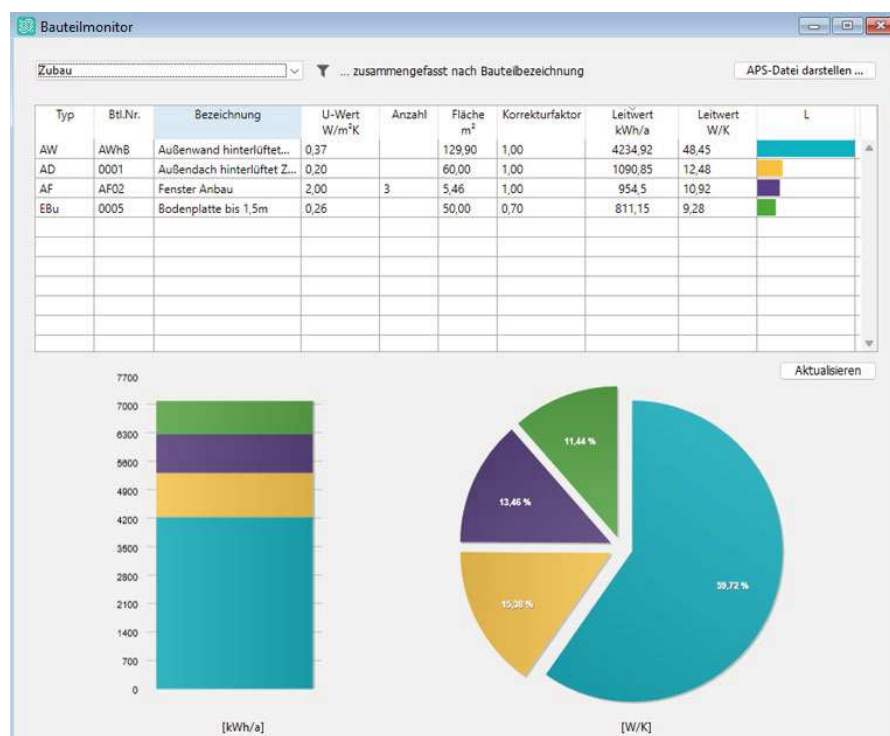 Bauteilmonitor
Zubau ... zusammengefasst nach Bauteilbezeichnung APS-Datei darstellen ...
Typ Btl.Nr. Bezeichnung U-Wert W/m²K Anzahl Fläche m² Korrekturfaktor Leitwert kWh/a Leitwert W/K L
AW AWhB Außenwand hinterlüftet... 0,37 129,90 1,00 4234,92 48,45
AD 0001 Außendach hinterlüftet Z... 0,20 60,00 1,00 1090,85 12,48
AF AF02 Fenster Anbau 2,00 3 5,46 1,00 954,5 10,92
EBu 0005 Bodenplatte bis 1,5m 0,26 50,00 0,70 811,15 9,28
Aktualisieren
7700
7000
6300
5600
4900
4200
3500
2800
2100
1400
700
0
[kWh/a]
11,44 %
13,46 %
15,38 %
59,72 %
[W/K]